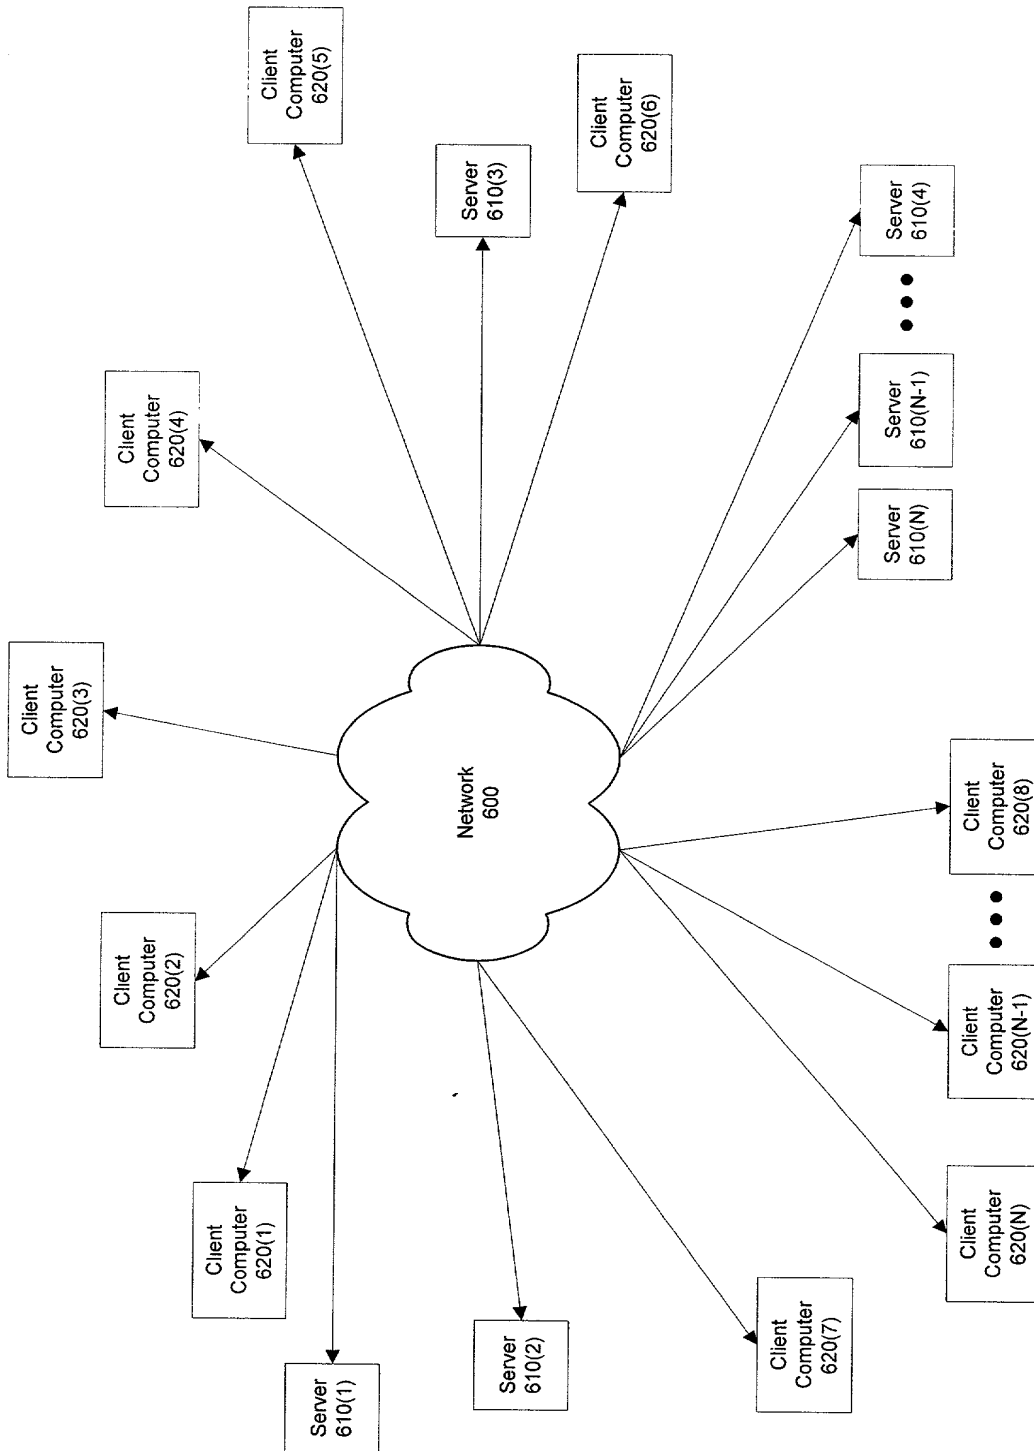 Client
Computer
620(3)
Client
Computer
620(2)
Client
Computer
620(4)
Client
Computer
620(1)
Client
Computer
620(5)
Server
610(1)
Server
610(2)
Network
600
Server
610(3)
Client
Computer
620(6)
Client
Computer
620(7)
Server
610(N)
Server
610(N-1)
Server
610(4)
Client
Computer
620(N)
Client
Computer
620(N-1)
Client
Computer
620(8)